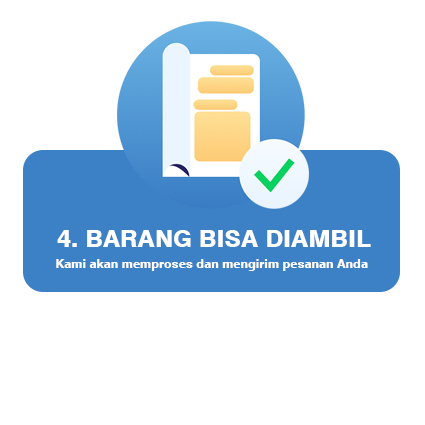 4. BARANG BISA DIAMBIL
Kami akan memproses dan mengirim pesanan Anda